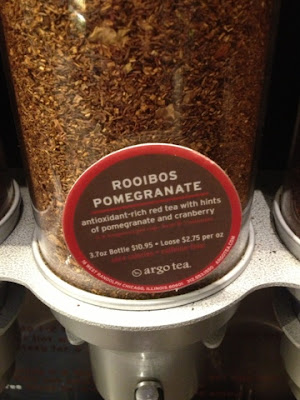 ROOIBOS
POMEGRANATE
antioxidant-rich red tea with hints
of pomegranate and cranberry
3.7oz Bottle $10.95 • Loose $2.75 per oz
argo tea